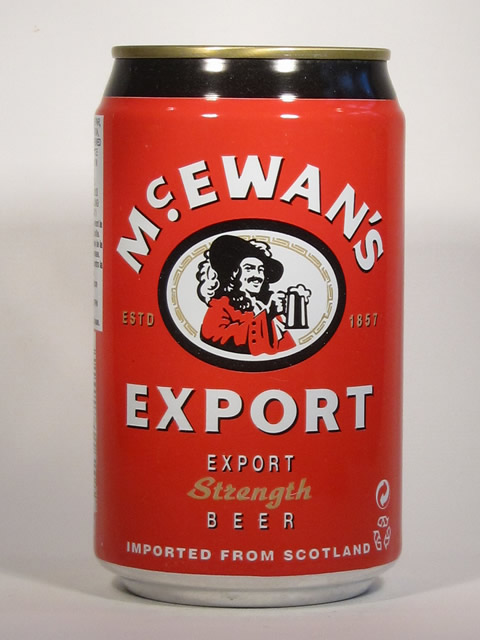 McEWAN'S
ESTD 1857
EXPORT
EXPORT
Strength
BEER
IMPORTED FROM SCOTLAND